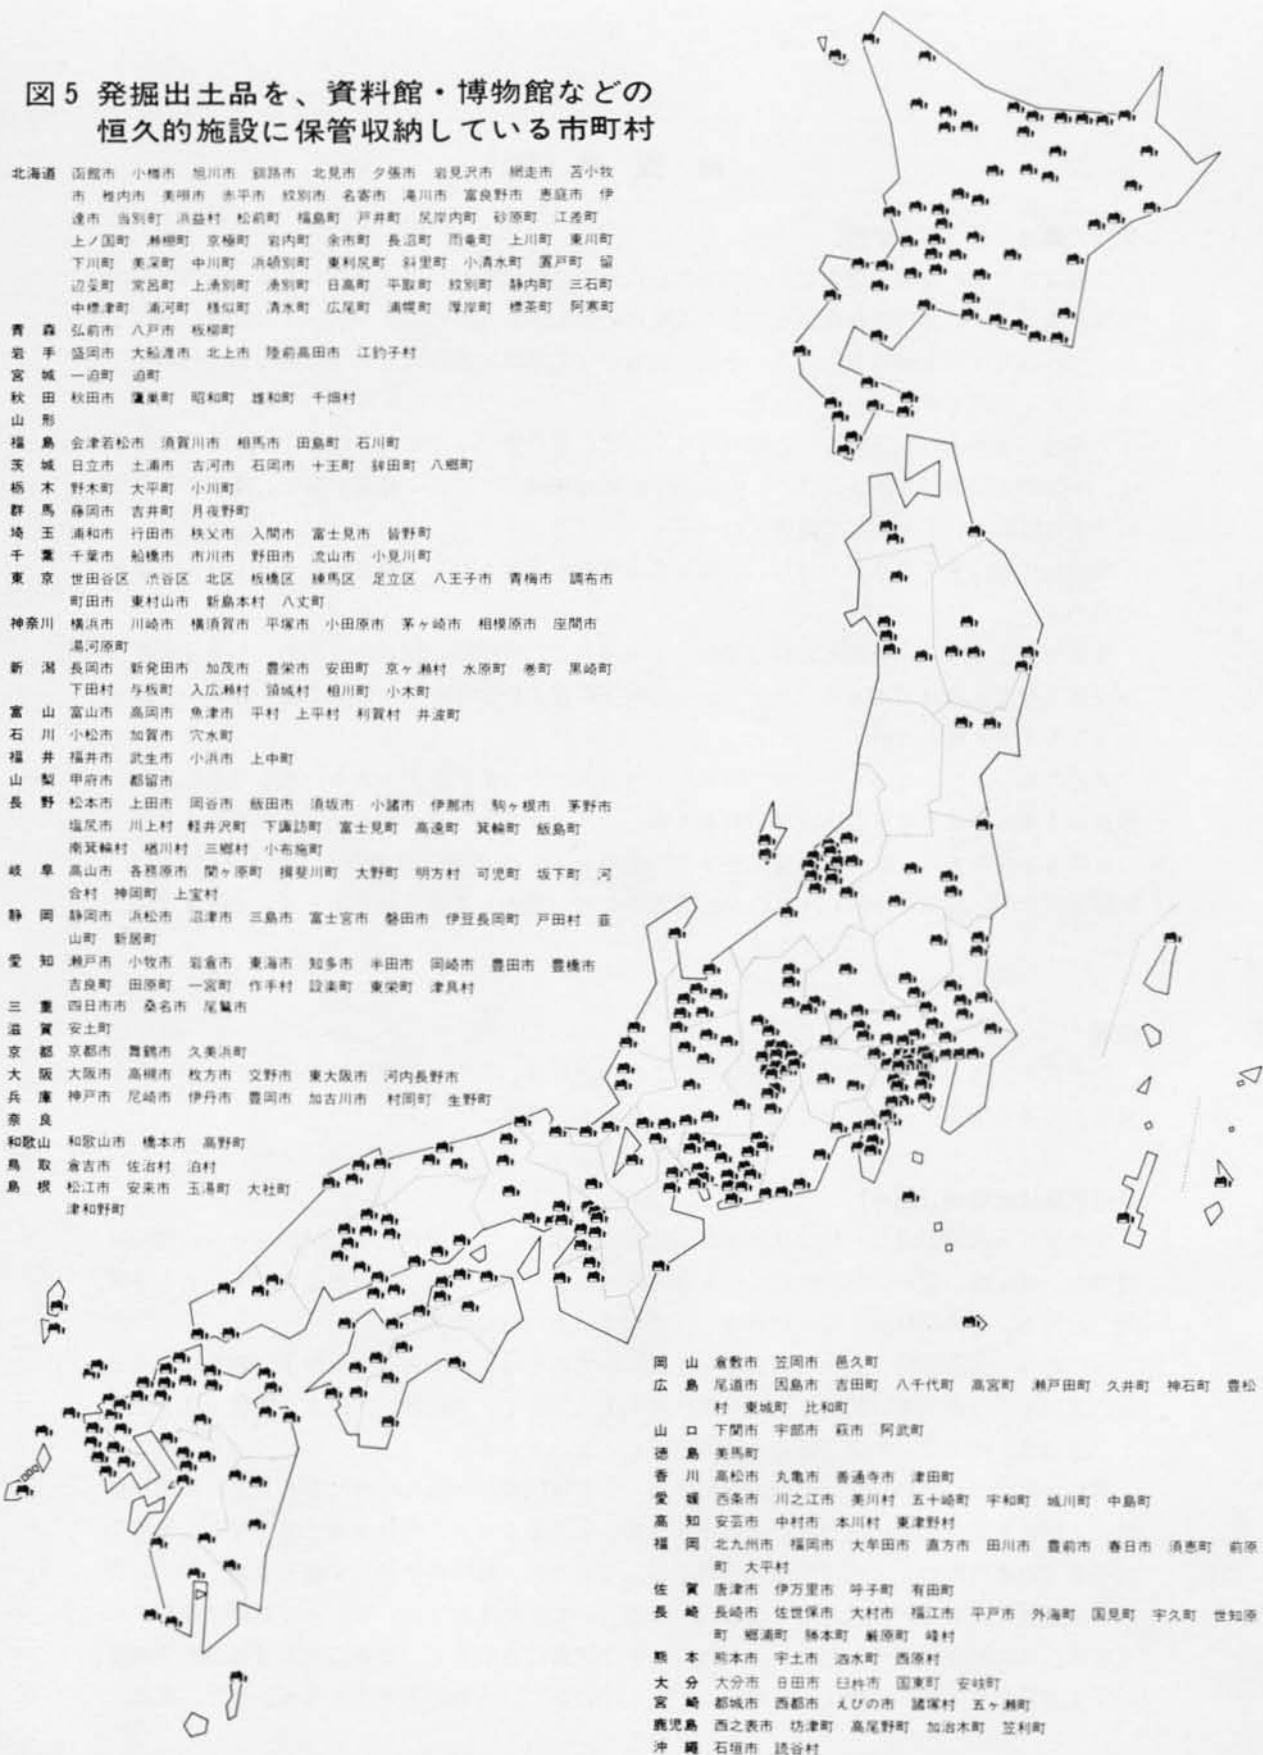 図5 発掘出土品を、資料館・博物館などの
恒久的施設に保管収納している市町村
北海道 函館市 小樽市 旭川市 釧路市 北見市 夕張市 岩見沢市 網走市 苫小牧
市 稚内市 美唄市 赤平市 紋別市 名寄市 滝川市 富良野市 恵庭市 伊
達市 当別町 浜益村 松前町 福島町 戸井町 尻岸内町 砂原町 江差町
上ノ国町 瀬棚町 京極町 岩内町 余市町 長沼町 雨竜町 上川町 東川町
下川町 美深町 中川町 浜頓別町 東利尻町 斜里町 小清水町 置戸町 留
辺蘂町 常呂町 上湧別町 湧別町 日高町 平取町 紋別町 静内町 三石町
中標津町 浦河町 様似町 清水町 広尾町 浦幌町 厚岸町 標茶町 阿寒町
青森 弘前市 八戸市 板柳町
岩手 盛岡市 大船渡市 北上市 陸前高田市 江釣子村
宮城 一迫町 迫町
秋田 秋田市 鷹巣町 昭和町 雄和町 千畑村
山形
福島 会津若松市 須賀川市 相馬市 田島町 石川町
茨城 日立市 土浦市 古河市 石岡市 十王町 鉾田町 八郷町
栃木 野木町 大平町 小川町
群馬 藤岡市 吉井町 月夜野町
埼玉 浦和市 行田市 秩父市 入間市 富士見市 皆野町
千葉 千葉市 船橋市 市川市 野田市 流山市 小見川町
東京 世田谷区 渋谷区 北区 板橋区 練馬区 足立区 八王子市 青梅市 調布市
町田市 東村山市 新島本村 八丈町
神奈川 横浜市 川崎市 横須賀市 平塚市 小田原市 茅ヶ崎市 相模原市 座間市
湯河原町
新潟 長岡市 新発田市 加茂市 豊栄市 安田町 京ヶ瀬村 水原町 巻町 黒崎町
下田村 与板町 入広瀬村 頸城村 相川町 小木町
富山 富山市 高岡市 魚津市 平村 上平村 利賀村 井波町
石川 小松市 加賀市 穴水町
福井 福井市 武生市 小浜市 上中町
山梨 甲府市 都留市
長野 松本市 上田市 岡谷市 飯田市 須坂市 小諸市 伊那市 駒ヶ根市 茅野市
塩尻市 川上村 軽井沢町 下諏訪町 富士見町 高遠町 箕輪町 飯島町
南箕輪村 楢川村 三郷村 小布施町
岐阜 高山市 各務原市 関ヶ原町 揖斐川町 大野町 明方村 可児町 坂下町 河
合村 神岡町 上宝村
静岡 静岡市 浜松市 沼津市 三島市 富士宮市 磐田市 伊豆長岡町 戸田村 韮
山町 新居町
愛知 瀬戸市 小牧市 岩倉市 東海市 知多市 半田市 岡崎市 豊田市 豊橋市
吉良町 田原町 一宮町 作手村 設楽町 東栄町 津具村
三重 四日市市 桑名市 尾鷲市
滋賀 安土町
京都 京都市 舞鶴市 久美浜町
大阪 大阪市 高槻市 枚方市 交野市 東大阪市 河内長野市
兵庫 神戸市 尼崎市 伊丹市 豊岡市 加古川市 村岡町 生野町
奈良
和歌山 和歌山市 橋本市 高野町
鳥取 倉吉市 佐治村 泊村
島根 松江市 安来市 玉湯町 大社町
津和野町
岡山 倉敷市 笠岡市 邑久町
広島 尾道市 因島市 吉田町 八千代町 高宮町 瀬戸田町 久井町 神石町 豊松
村 東城町 比和町
山口 下関市 宇部市 萩市 阿武町
徳島 美馬町
香川 高松市 丸亀市 善通寺市 津田町
愛媛 西条市 川之江市 美川村 五十崎町 宇和町 城川町 中島町
高知 安芸市 中村市 本川村 東津野村
福岡 北九州市 福岡市 大牟田市 直方市 田川市 豊前市 春日市 須恵町 前原
町 大平村
佐賀 唐津市 伊万里市 呼子町 有田町
長崎 長崎市 佐世保市 大村市 福江市 平戸市 外海町 国見町 宇久町 世知原
町 郷浦町 勝本町 厳原町 峰村
熊本 熊本市 宇土市 泗水町 西原村
大分 大分市 日田市 臼杵市 国東町 安岐町
宮崎 都城市 西都市 えびの市 諸塚村 五ヶ瀬町
鹿児島 西之表市 坊津町 高尾野町 加治木町 笠利町
沖縄 石垣市 読谷村